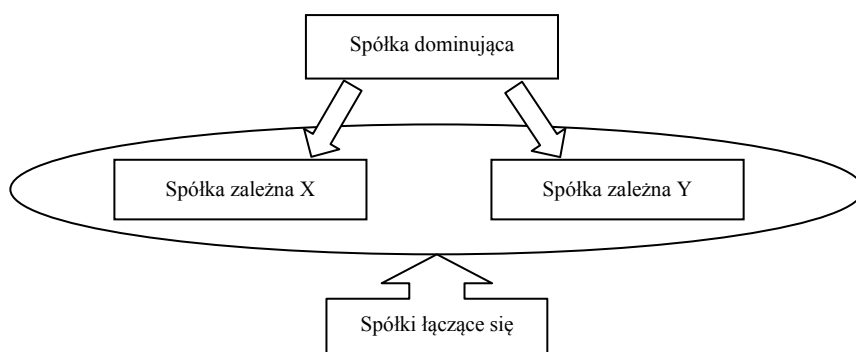 Spółka dominująca
Spółka zależna X
Spółka zależna Y
Spółki łączące się